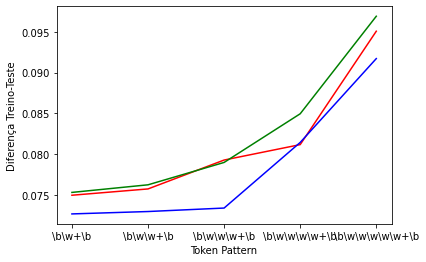 0.095
0.090
0.085
0.080
0.075
Diferença Treino-Teste
\b\w+\b \b\w\w+\b \b\w\w\w+\b \b\w\w\w\w+\b \b\w\w\w\w\w+\b
Token Pattern